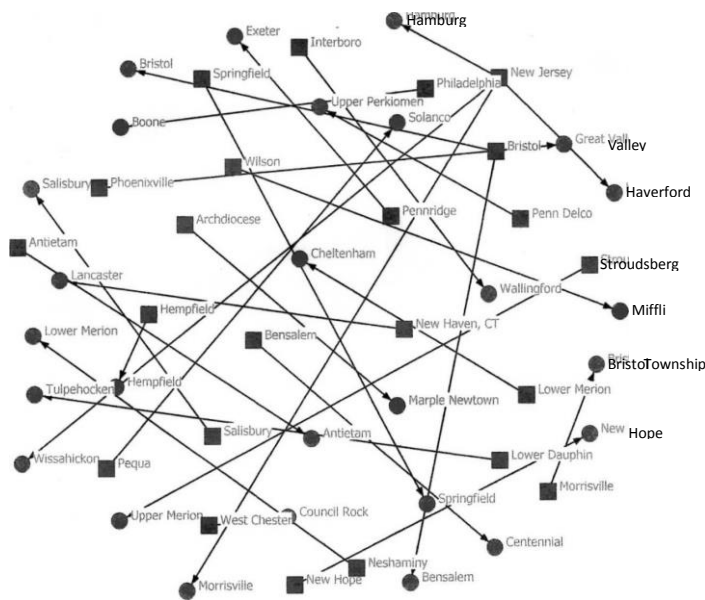 Hamburg
Exeter
Interboro
Bristol
Springfield
Philadelphia
New Jersey
Upper Perkiomen
Solanco
Boone
Great Vall Valley
Bristol
Wilson
Salisbury
Phoenixville
Haverford
Archdiocese
Pennridge
Penn Delco
Antietam
Cheltenham
Stroudsberg
Lancaster
Wallingford
Hempfield
Miffli
Lower Merion
Bensalem
New Haven, CT
BristoTownship
Tulpehocken
Hempfield
Lower Merion
Marple Newtown
New Hope
Salisbury
Antietam
Wissahickon
Pequa
Lower Dauphin
Morrisville
Springfield
Upper Merion
West Chester
Council Rock
Centennial
Neshaminy
Morrisville
New Hope
Bensalem